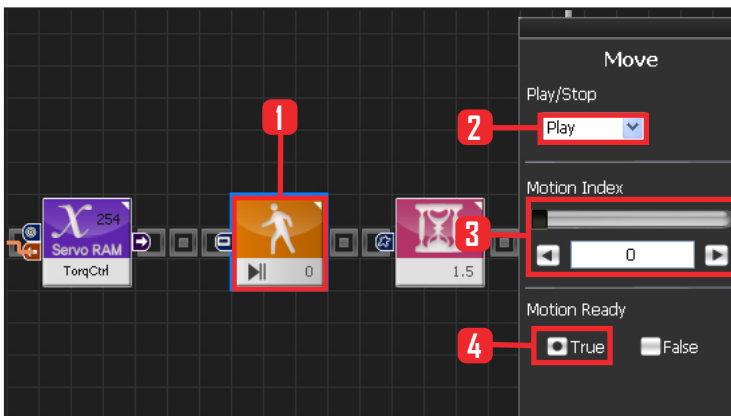 Move
Play/Stop
Play
Motion Index
0
Motion Ready
True
False
1
2
3
4
X 254
Servo RAM
TorqCtrl
0
1.5